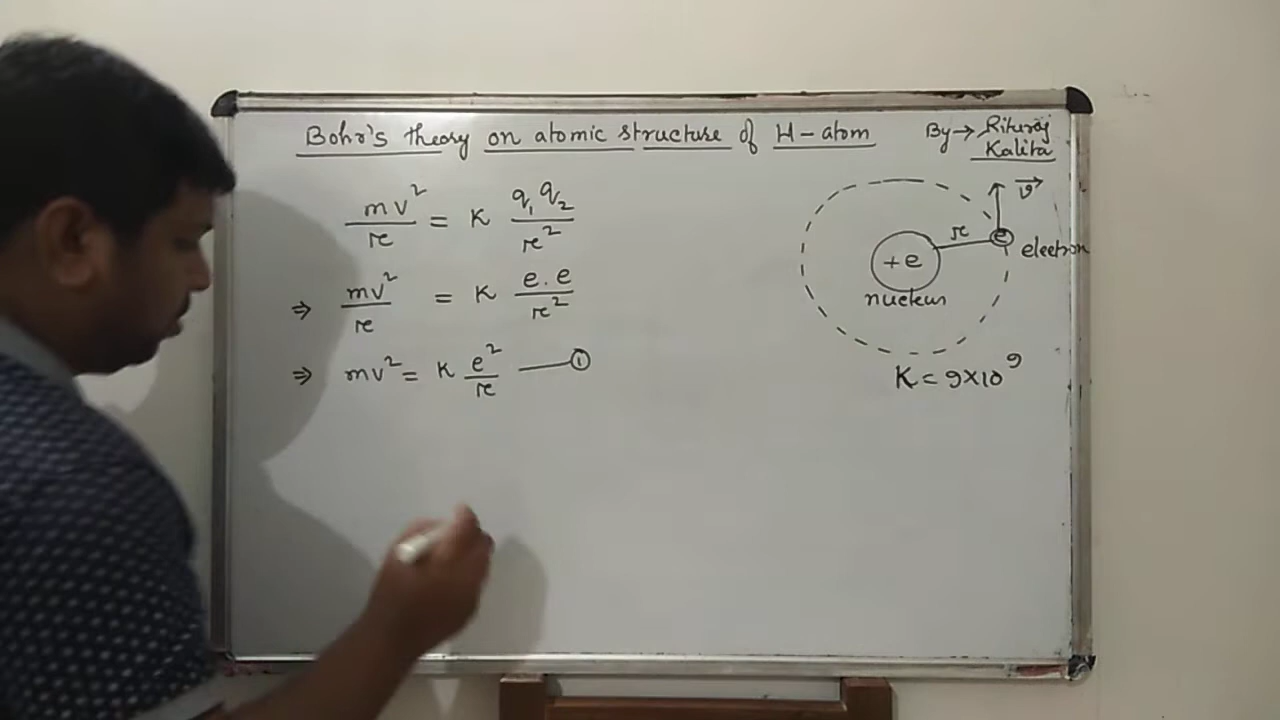 Bohr's theory on atomic structure of H-atom
By → Rituraj
Kalita
mv²/r = K q₁q₂/r²
⇒ mv²/r = K e.e/r²
⇒ mv² = K e²/r —— ①
v⃗
r
e
electron
+e
nucleus
K = 9×10⁹